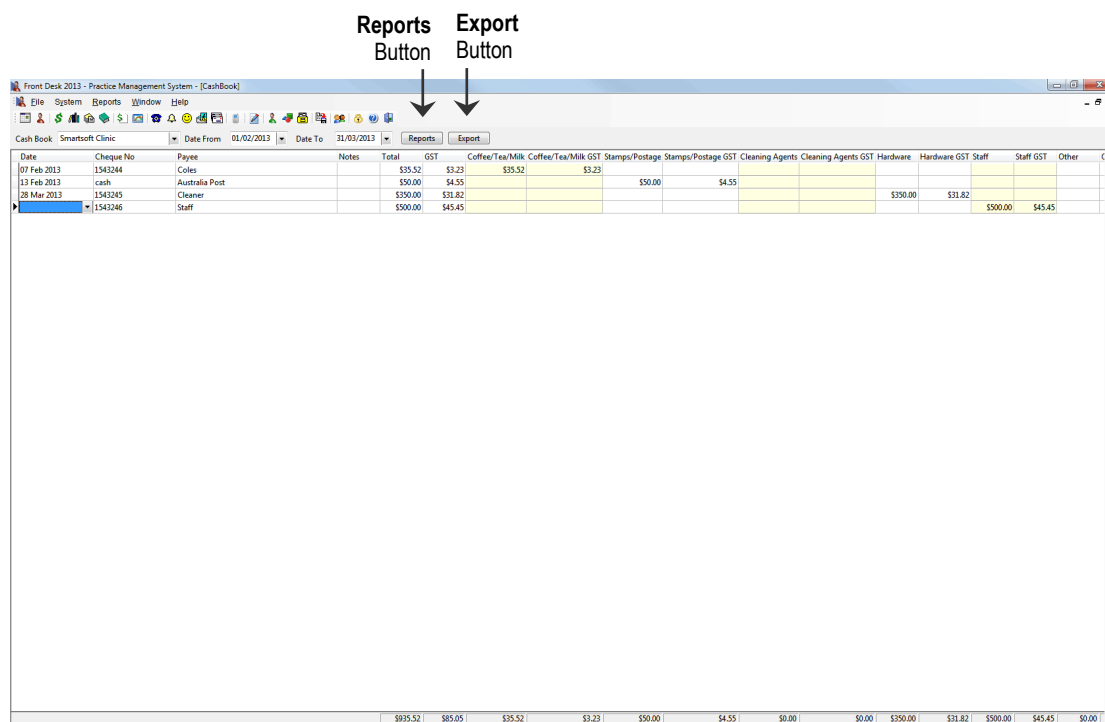 Reports Export
Button Button
Front Desk 2013 - Practice Management System - [CashBook]
File System Reports Window Help
Cash Book Smartsoft Clinic Date From 01/02/2013 Date To 31/03/2013 Reports Export
Date Cheque No Payee Notes Total GST Coffee/Tea/Milk Coffee/Tea/Milk GST Stamps/Postage Stamps/Postage GST Cleaning Agents Cleaning Agents GST Hardware Hardware GST Staff Staff GST Other
07 Feb 2013 1543244 Coles $35.52 $3.23 $35.52 $3.23
13 Feb 2013 cash Australia Post $50.00 $4.55 $50.00 $4.55
28 Mar 2013 1543245 Cleaner $350.00 $31.82 $350.00 $31.82
1543246 Staff $500.00 $45.45 $500.00 $45.45
$935.52 $85.05 $35.52 $3.23 $50.00 $4.55 $0.00 $0.00 $350.00 $31.82 $500.00 $45.45 $0.00